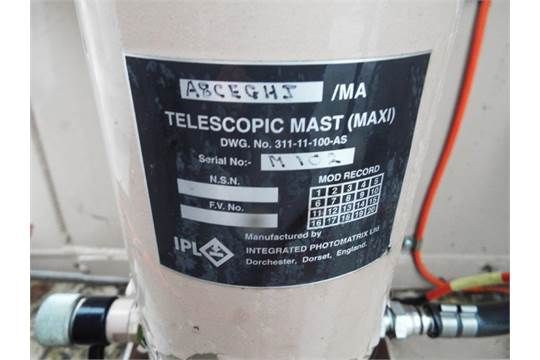 A8CEGHI /MA
TELESCOPIC MAST (MAXI)
DWG. No. 311-11-100-AS
Serial No:- M102
N.S.N.
F.V. No.
MOD RECORD
1 2 3 4 5
6 7 8 9 10
11 12 13 14 15
16 17 18 19 20
IPL
Manufactured by
INTEGRATED PHOTOMATRIX Ltd
Dorchester, Dorset, England.